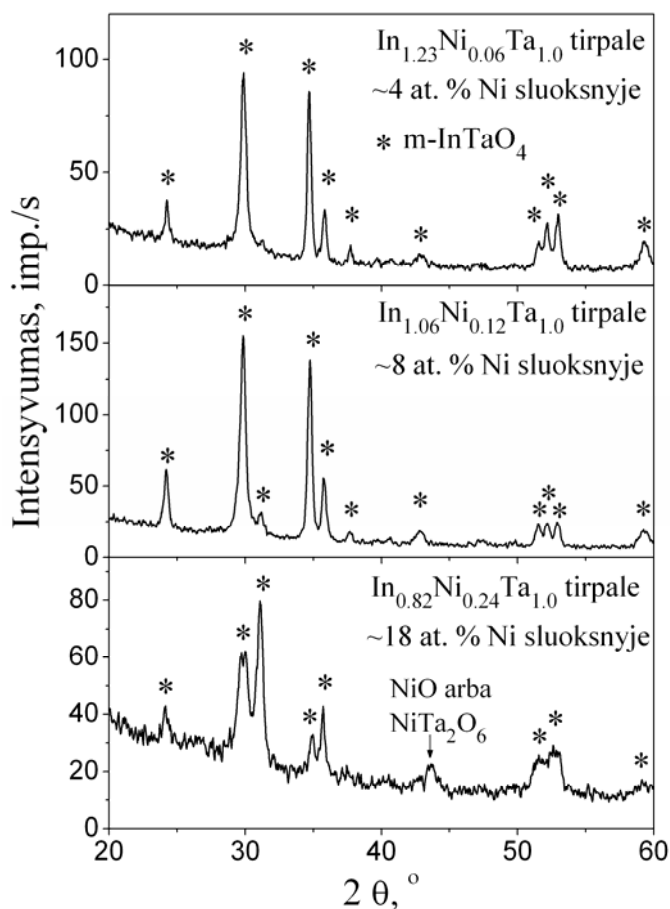 Intensyvumas, imp./s
100
50
0
In₁.₂₃Ni₀.₀₆Ta₁.₀ tirpale
~4 at. % Ni sluoksnyje
* m-InTaO₄
* * * * * * * * * *
150
100
50
0
In₁.₀₆Ni₀.₁₂Ta₁.₀ tirpale
~8 at. % Ni sluoksnyje
* * * * * * * * * * *
80
60
40
20
0
In₀.₈₂Ni₀.₂₄Ta₁.₀ tirpale
~18 at. % Ni sluoksnyje
NiO arba
NiTa₂O₆
* * * * * * * *
20 30 40 50 60
2 θ, °